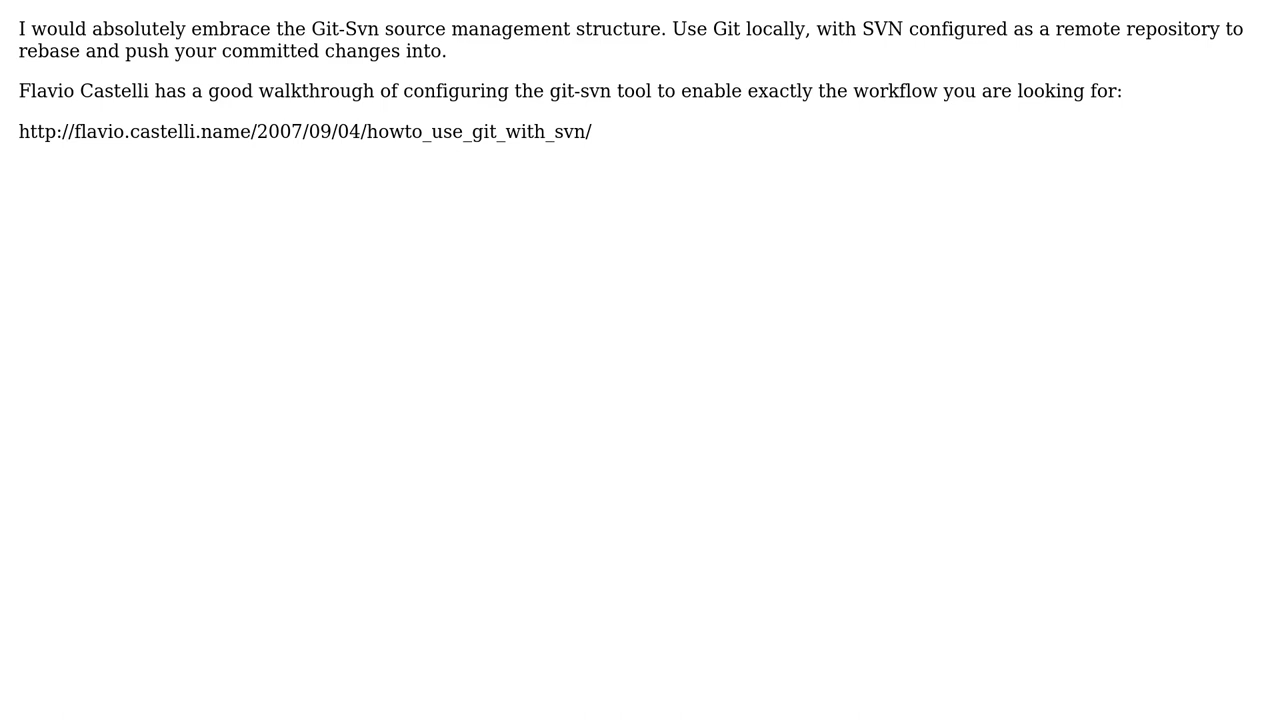 I would absolutely embrace the Git-Svn source management structure. Use Git locally, with SVN configured as a remote repository to
rebase and push your committed changes into.
Flavio Castelli has a good walkthrough of configuring the git-svn tool to enable exactly the workflow you are looking for:
http://flavio.castelli.name/2007/09/04/howto_use_git_with_svn/